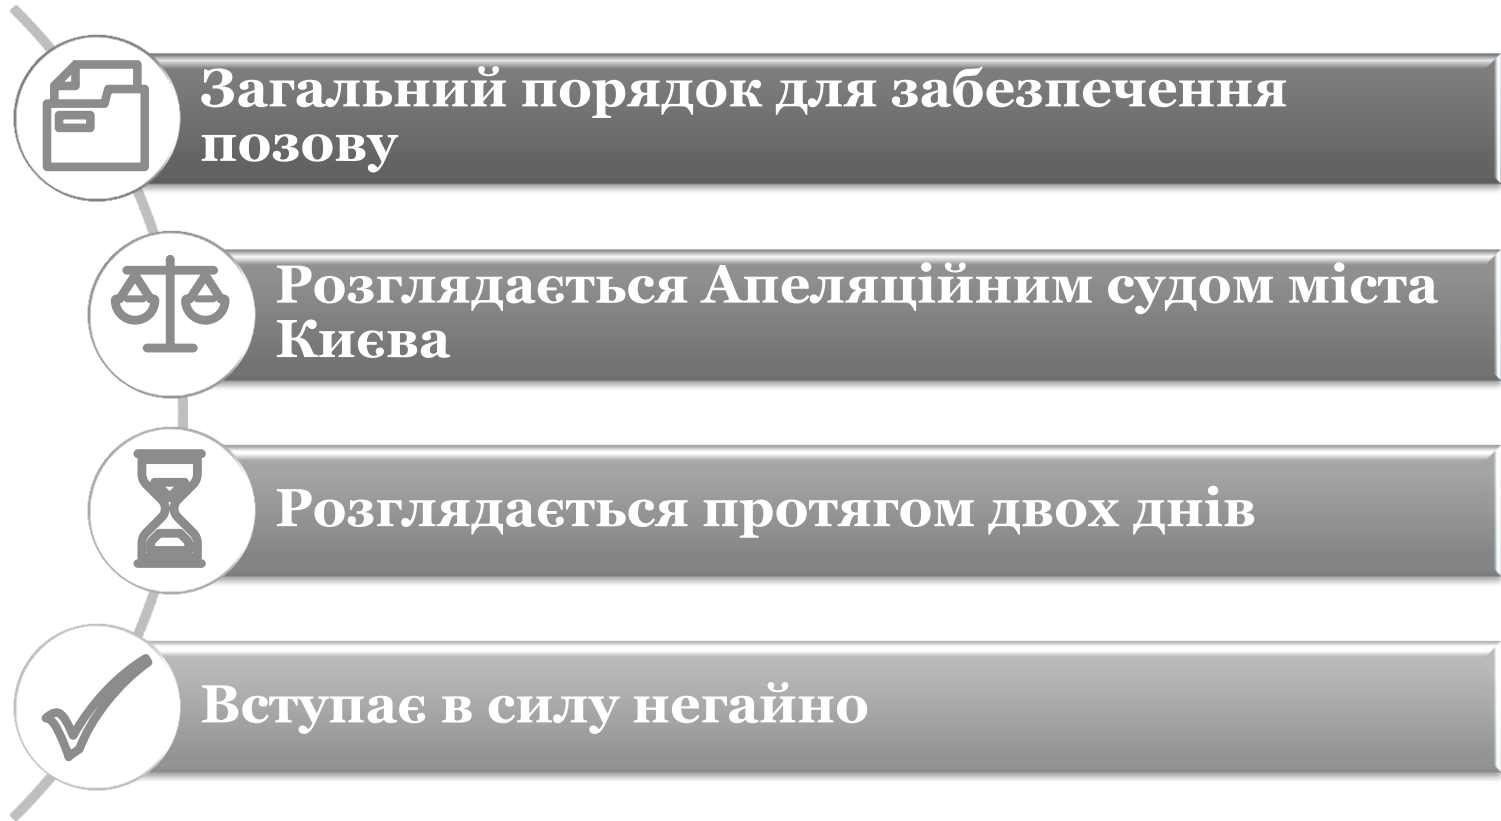 Загальний порядок для забезпечення
позову
Розглядається Апеляційним судом міста
Києва
Розглядається протягом двох днів
Вступає в силу негайно